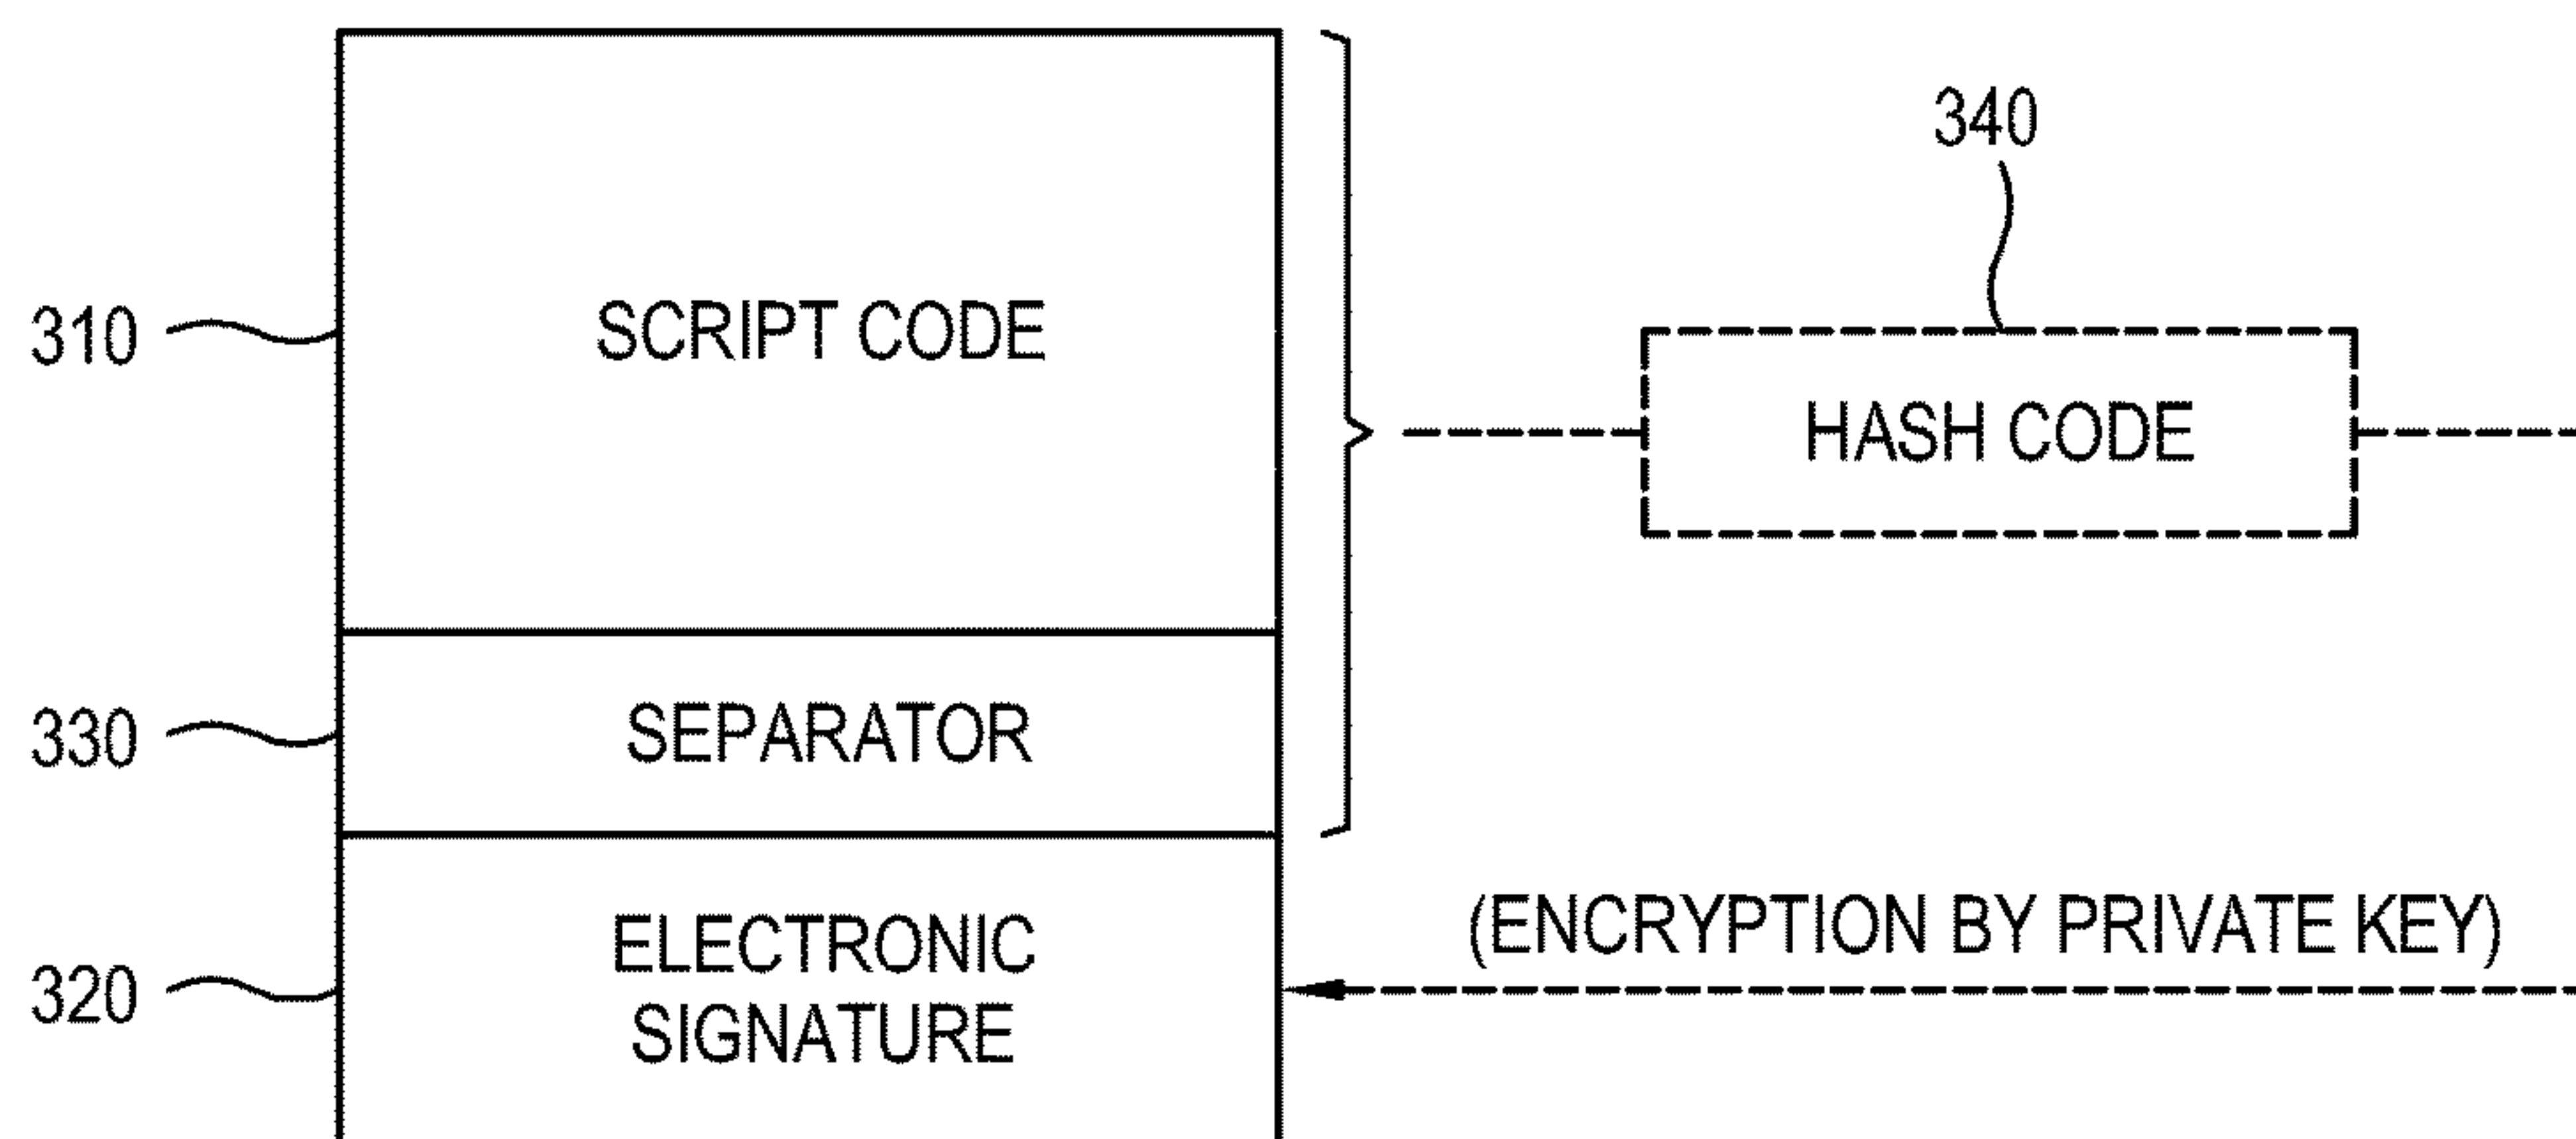 340
310
SCRIPT CODE
HASH CODE
330
SEPARATOR
(ENCRYPTION BY PRIVATE KEY)
320
ELECTRONIC
SIGNATURE